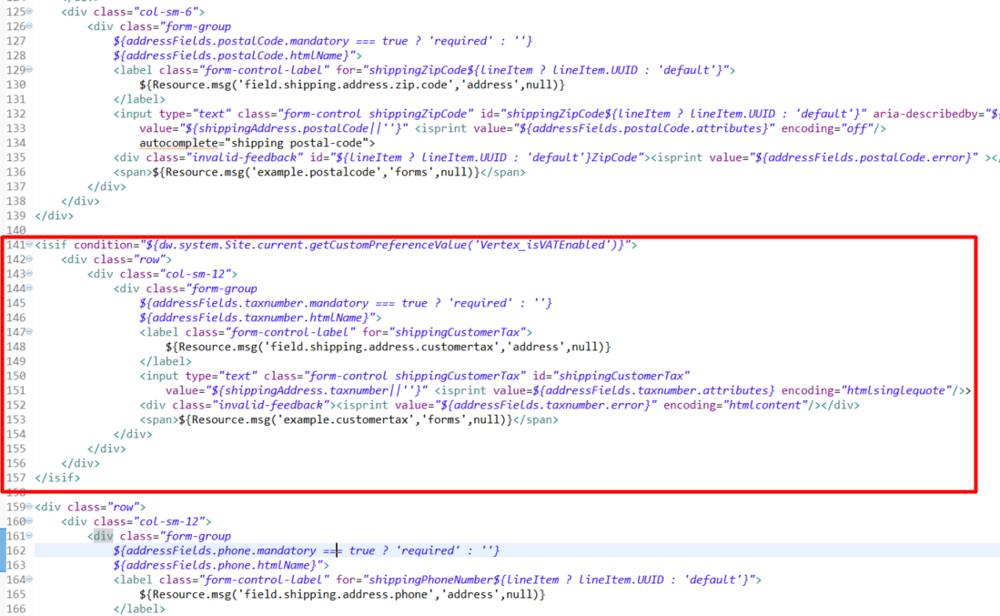 125 <div class="col-sm-6">
126 <div class="form-group
127 ${addressFields.postalCode.mandatory === true ? 'required' : ''}
128 ${addressFields.postalCode.htmlName}">
129 <label class="form-control-label" for="shippingZipCode${lineItem ? lineItem.UUID : 'default'}">
130 ${Resource.msg('field.shipping.address.zip.code','address',null)}
131 </label>
132 <input type="text" class="form-control shippingZipCode" id="shippingZipCode${lineItem ? lineItem.UUID : 'default'}" aria-describedby="$
133 value="${shippingAddress.postalCode||''}" <isprint value="${addressFields.postalCode.attributes}" encoding="off"/>
134 autocomplete="shipping postal-code">
135 <div class="invalid-feedback" id="${lineItem ? lineItem.UUID : 'default'}ZipCode"><isprint value="${addressFields.postalCode.error}" ></
136 <span>${Resource.msg('example.postalcode','forms',null)}</span>
137 </div>
138 </div>
139 </div>
140
141 <isif condition="${dw.system.Site.current.getCustomPreferenceValue('Vertex_isVATEnabled')}">
142 <div class="row">
143 <div class="col-sm-12">
144 <div class="form-group
145 ${addressFields.taxnumber.mandatory === true ? 'required' : ''}
146 ${addressFields.taxnumber.htmlName}">
147 <label class="form-control-label" for="shippingCustomerTax">
148 ${Resource.msg('field.shipping.address.customertax','address',null)}
149 </label>
150 <input type="text" class="form-control shippingCustomerTax" id="shippingCustomerTax"
151 value="${shippingAddress.taxnumber||''}" <isprint value=${addressFields.taxnumber.attributes} encoding="htmlsinglequote"/>>
152 <div class="invalid-feedback"><isprint value="${addressFields.taxnumber.error}" encoding="htmlcontent"/></div>
153 <span>${Resource.msg('example.customertax','forms',null)}</span>
154 </div>
155 </div>
156 </div>
157 </isif>
158
159 <div class="row">
160 <div class="col-sm-12">
161 <div class="form-group
162 ${addressFields.phone.mandatory === true ? 'required' : ''}
163 ${addressFields.phone.htmlName}">
164 <label class="form-control-label" for="shippingPhoneNumber${lineItem ? lineItem.UUID : 'default'}">
165 ${Resource.msg('field.shipping.address.phone','address',null)}
166 </label>